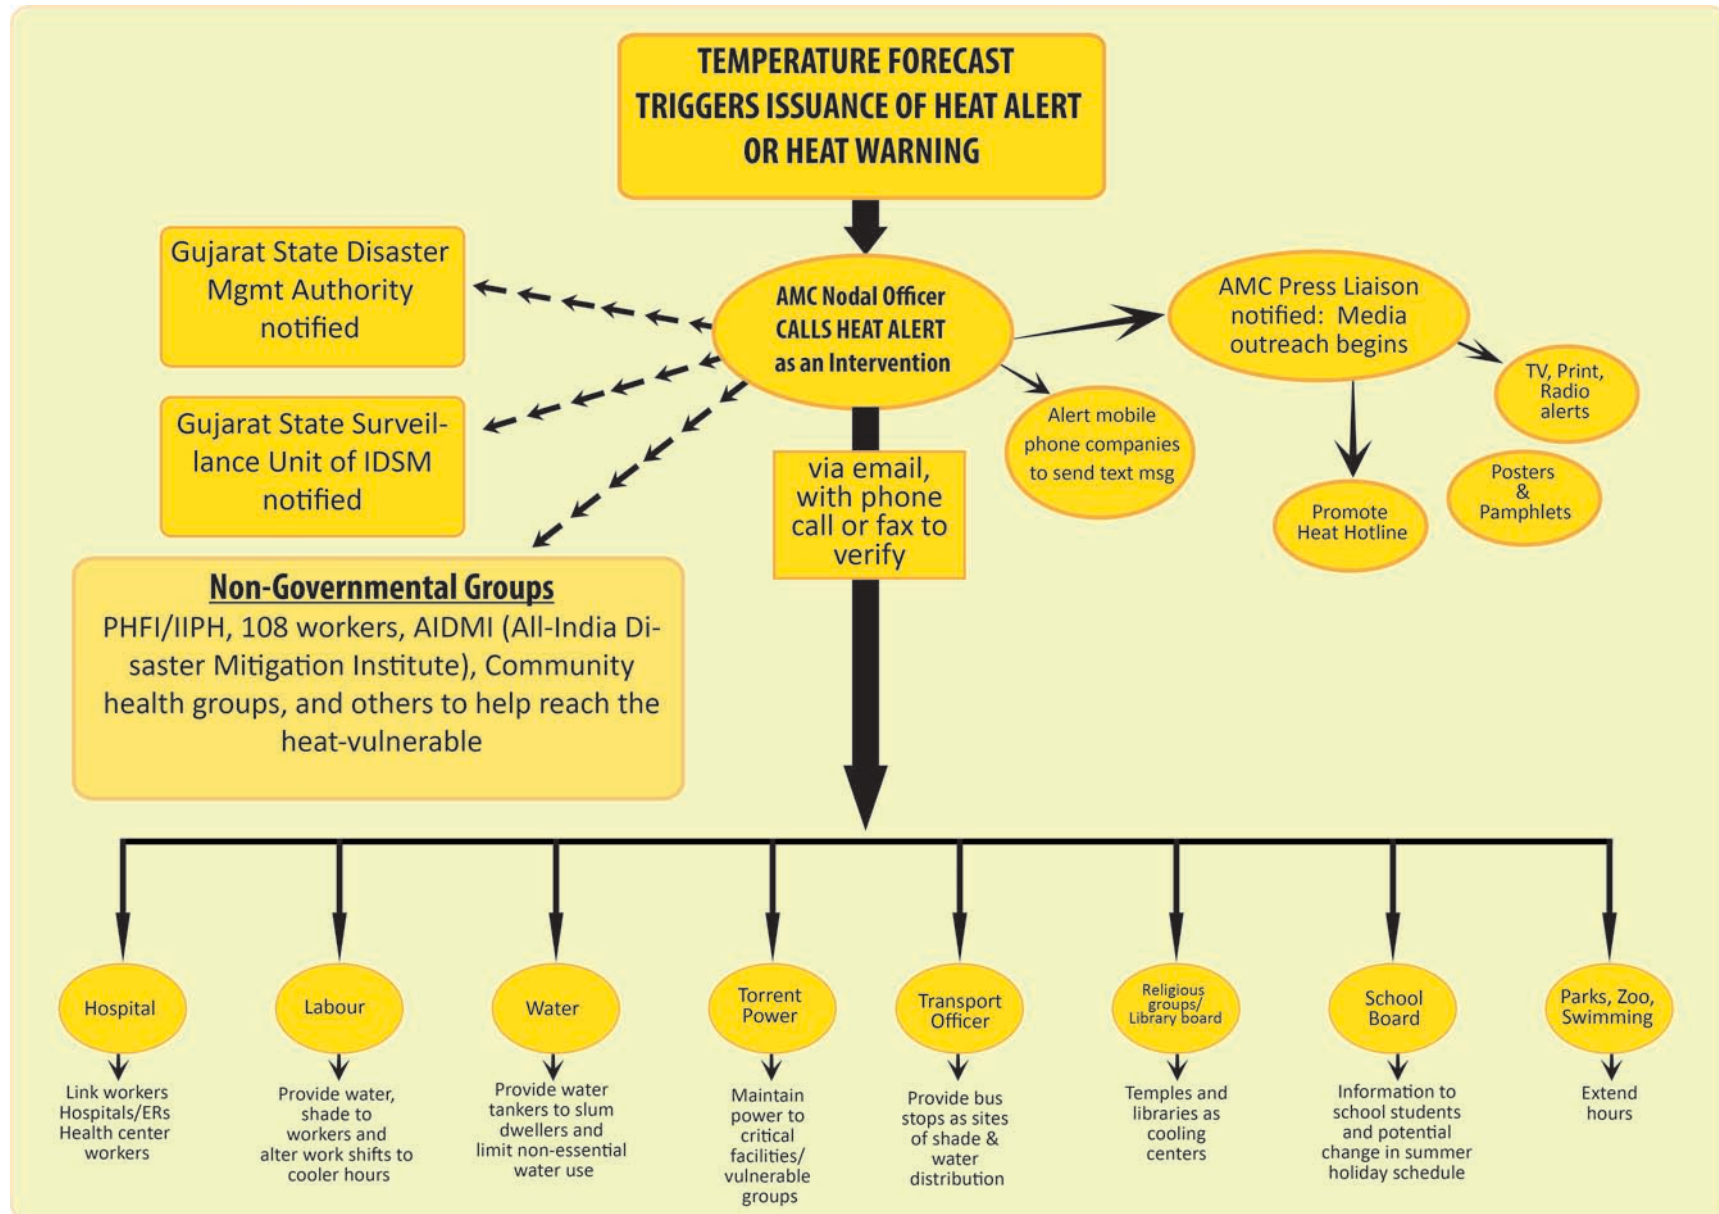 TEMPERATURE FORECAST
TRIGGERS ISSUANCE OF HEAT ALERT
OR HEAT WARNING
Gujarat State Disaster
Mgmt Authority
notified
AMC Nodal Officer
CALLS HEAT ALERT
as an Intervention
AMC Press Liaison
notified: Media
outreach begins
TV, Print,
Radio
alerts
Gujarat State Surveil-
lance Unit of IDSM
notified
Alert mobile
phone companies
to send text msg
via email,
with phone
call or fax to
verify
Posters
&
Pamphlets
Promote
Heat Hotline
Non-Governmental Groups
PHFI/IIPH, 108 workers, AIDMI (All-India Di-
saster Mitigation Institute), Community
health groups, and others to help reach the
heat-vulnerable
Hospital
Link workers
Hospitals/ERs
Health center
workers
Labour
Provide water,
shade to
workers and
alter work shifts to
cooler hours
Water
Provide water
tankers to slum
dwellers and
limit non-essential
water use
Torrent
Power
Maintain
power to
critical
facilities/
vulnerable
groups
Transport
Officer
Provide bus
stops as sites
of shade &
water
distribution
Religious
groups/
Library board
Temples and
libraries as
cooling
centers
School
Board
Information to
school students
and potential
change in summer
holiday schedule
Parks, Zoo,
Swimming
Extend
hours